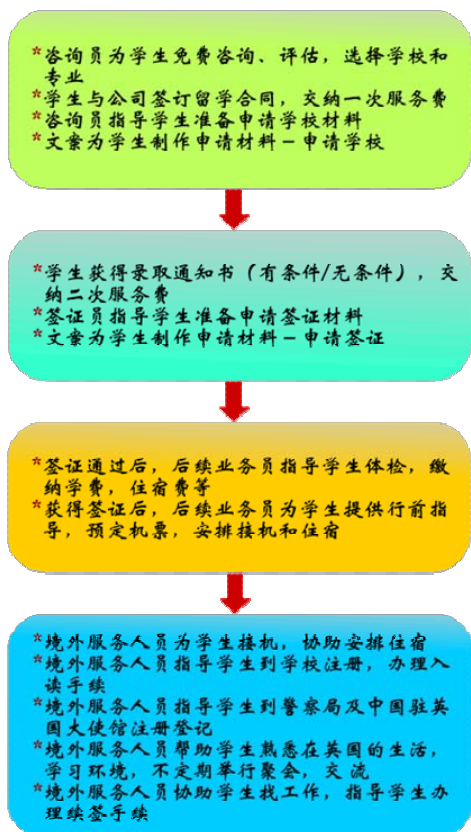 *咨询员为学生免费咨询、评估，选择学校和
专业
*学生与公司签订留学合同，交纳一次服务费
*咨询员指导学生准备申请学校材料
*文案为学生制作申请材料－申请学校
*学生获得录取通知书（有条件/无条件），交
纳二次服务费
*签证员指导学生准备申请签证材料
*文案为学生制作申请材料－申请签证
*签证通过后，后续业务员指导学生体检，缴
纳学费，住宿费等
*获得签证后，后续业务员为学生提供行前指
导，预定机票，安排接机和住宿
*境外服务人员为学生接机，协助安排住宿
*境外服务人员指导学生到学校注册，办理入
读手续
*境外服务人员指导学生到警察局及中国驻英
国大使馆注册登记
*境外服务人员帮助学生熟悉在英国的生活，
学习环境，不定期举行聚会，交流
*境外服务人员协助学生找工作，指导学生办
理续签手续